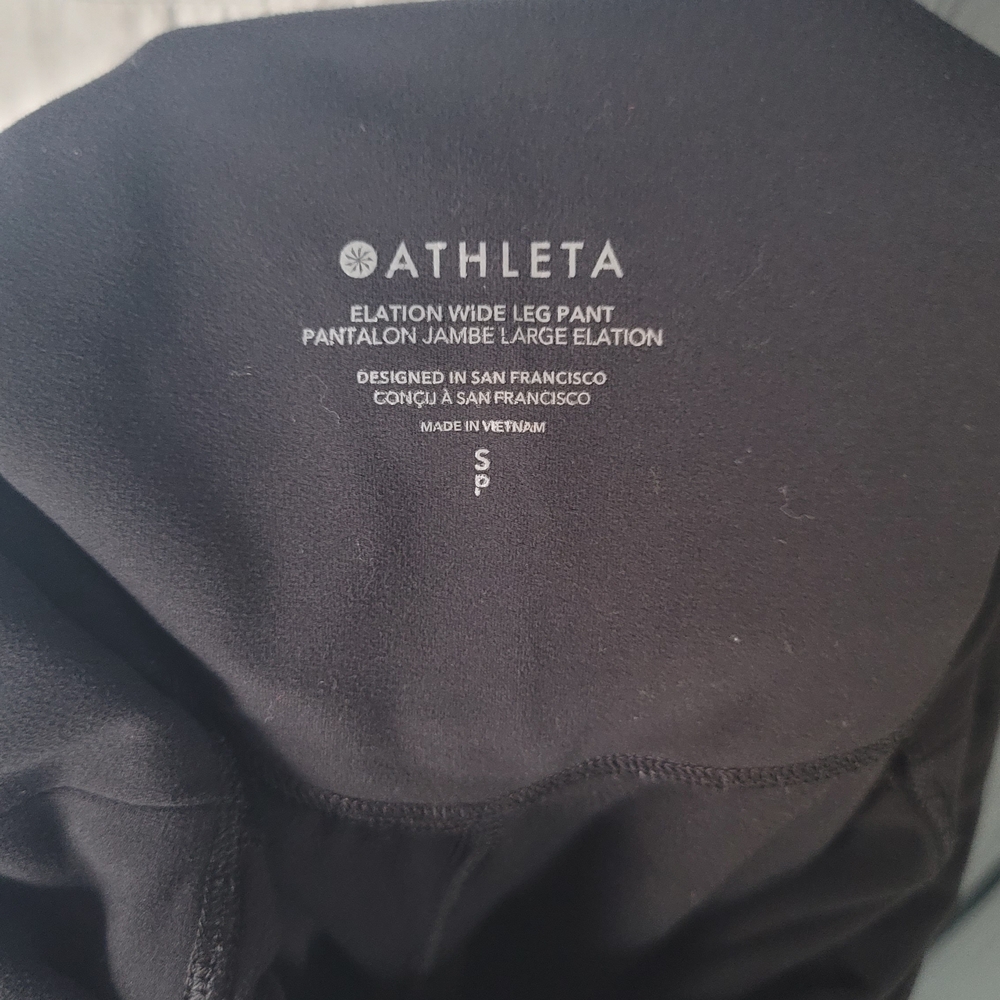 ATHLETA
ELATION WIDE LEG PANT
PANTALON JAMBE LARGE ELATION
DESIGNED IN SAN FRANCISCO
CONÇU À SAN FRANCISCO
MADE IN VIETNAM
S
P